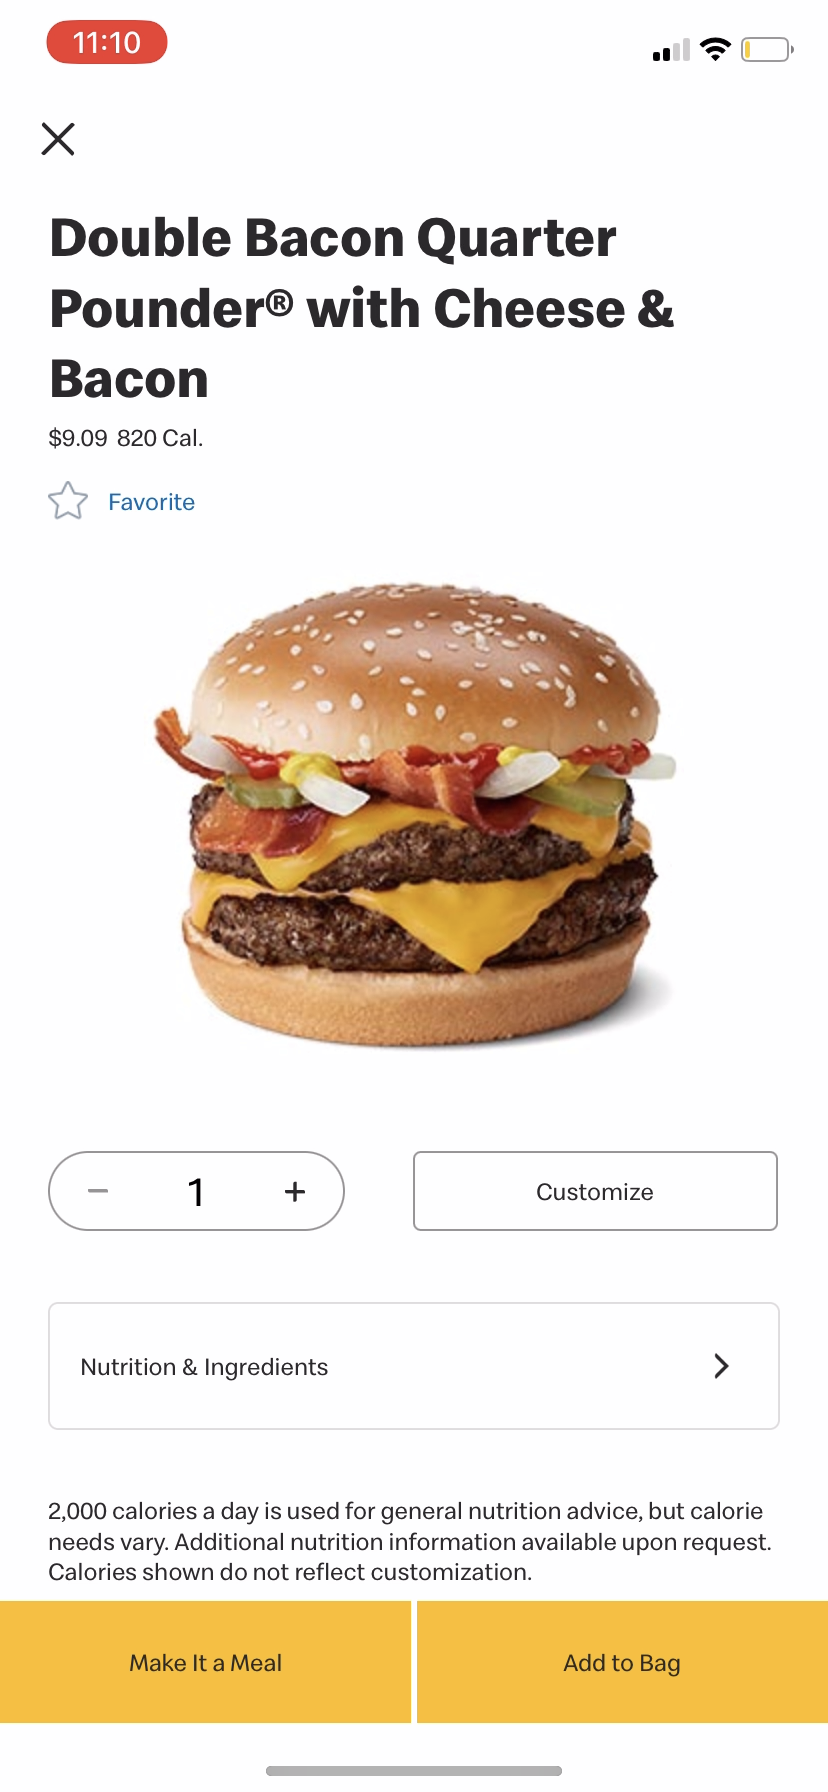 11:10
Double Bacon Quarter
Pounder® with Cheese &
Bacon
$9.09 820 Cal.
Favorite
1
Customize
Nutrition & Ingredients
2,000 calories a day is used for general nutrition advice, but calorie
needs vary. Additional nutrition information available upon request.
Calories shown do not reflect customization.
Make It a Meal
Add to Bag